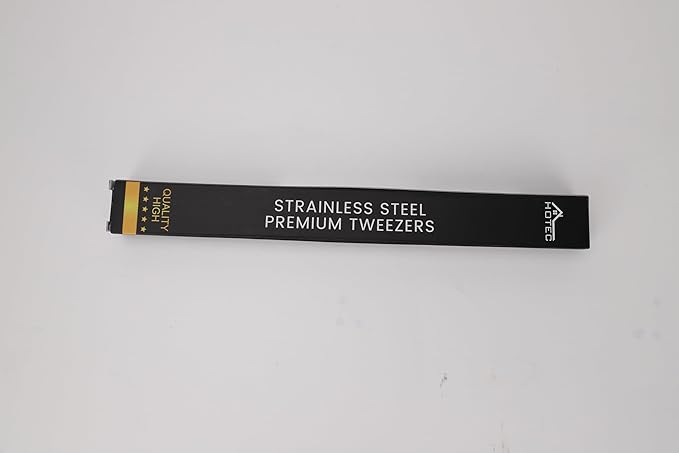 STRAINLESS STEEL
PREMIUM TWEEZERS
QUALITY
HIGH
HOTEC